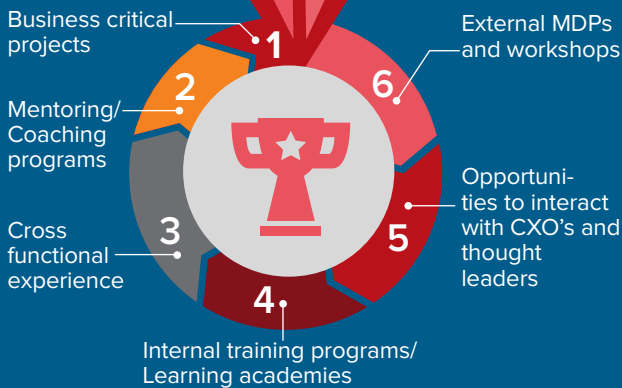 Business critical
projects
1
2
Mentoring/
Coaching
programs
3
Cross
functional
experience
4
Internal training programs/
Learning academies
5
Opportuni-
ties to interact
with CXO's and
thought
leaders
6
External MDPs
and workshops